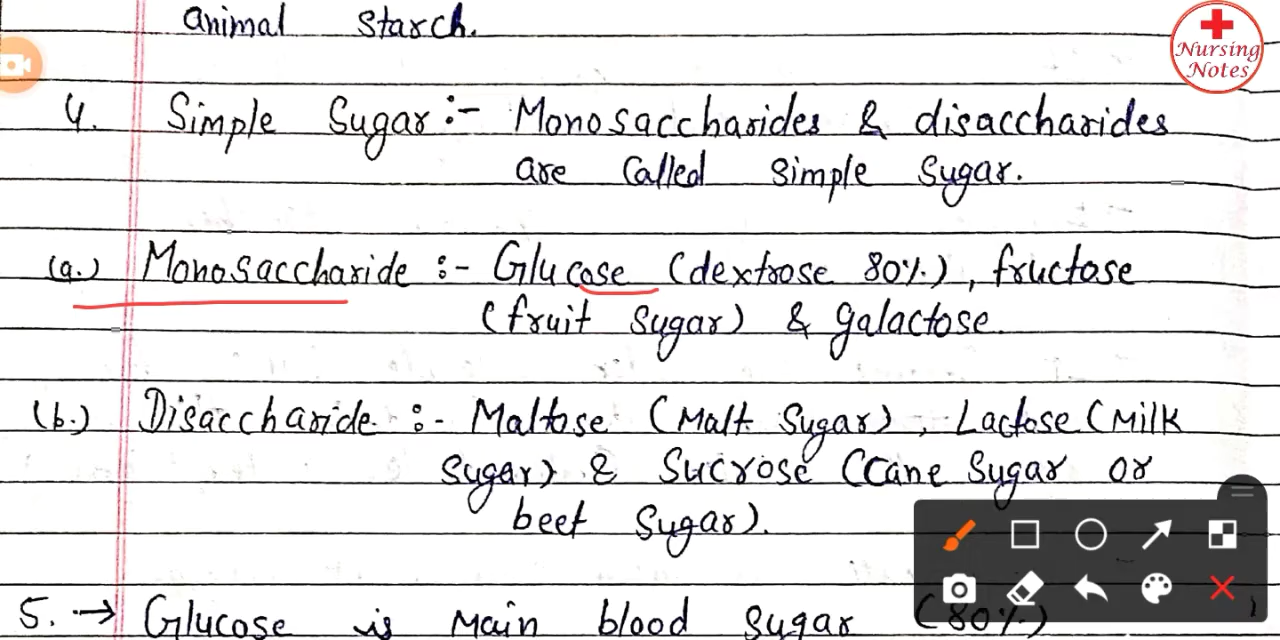 animal starch.
Nursing
Notes
4. Simple Sugar :- Monosaccharides & disaccharides
are called simple sugar.
(a.) Monosaccharide :- Glucose (dextrose 80%), fructose
(fruit sugar) & galactose.
(b.) Disaccharide :- Maltose (Malt Sugar), Lactose (Milk
sugar) & Sucrose (Cane Sugar or
beet sugar).
5. → Glucose is main blood sugar (80%)